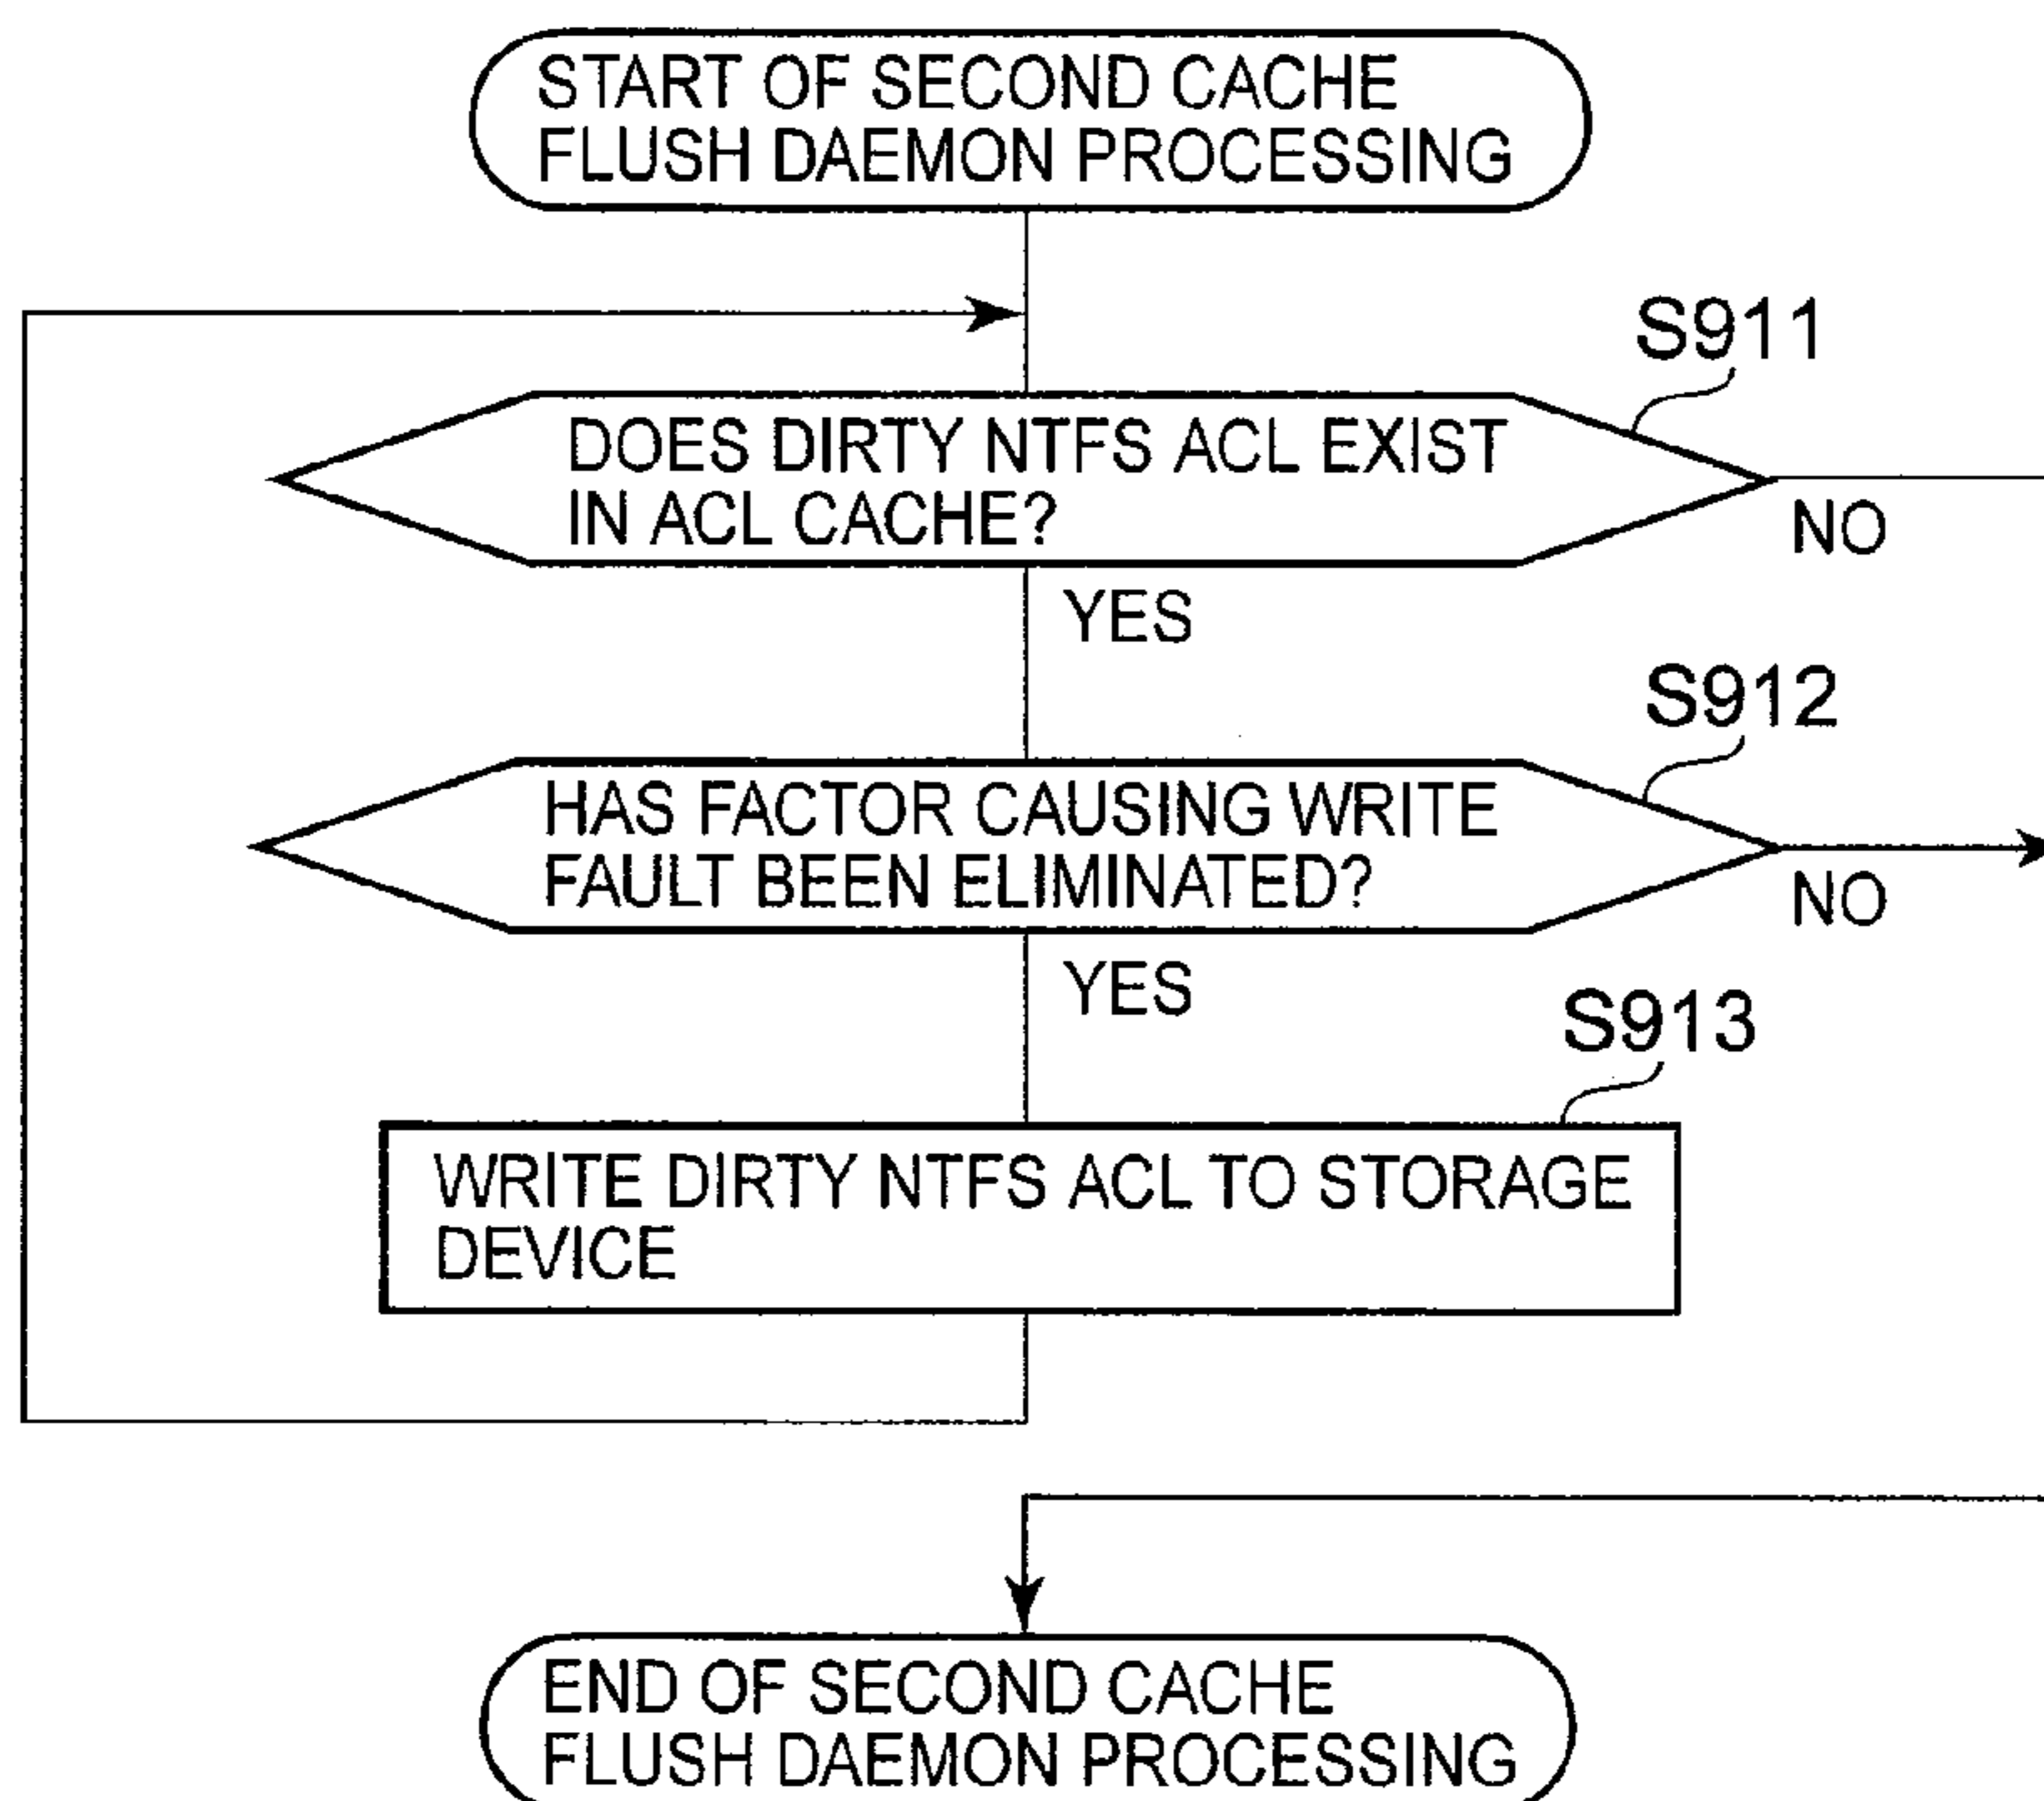 START OF SECOND CACHE
FLUSH DAEMON PROCESSING
S911
DOES DIRTY NTFS ACL EXIST
IN ACL CACHE?
NO
YES
S912
HAS FACTOR CAUSING WRITE
FAULT BEEN ELIMINATED?
NO
YES
S913
WRITE DIRTY NTFS ACL TO STORAGE
DEVICE
END OF SECOND CACHE
FLUSH DAEMON PROCESSING